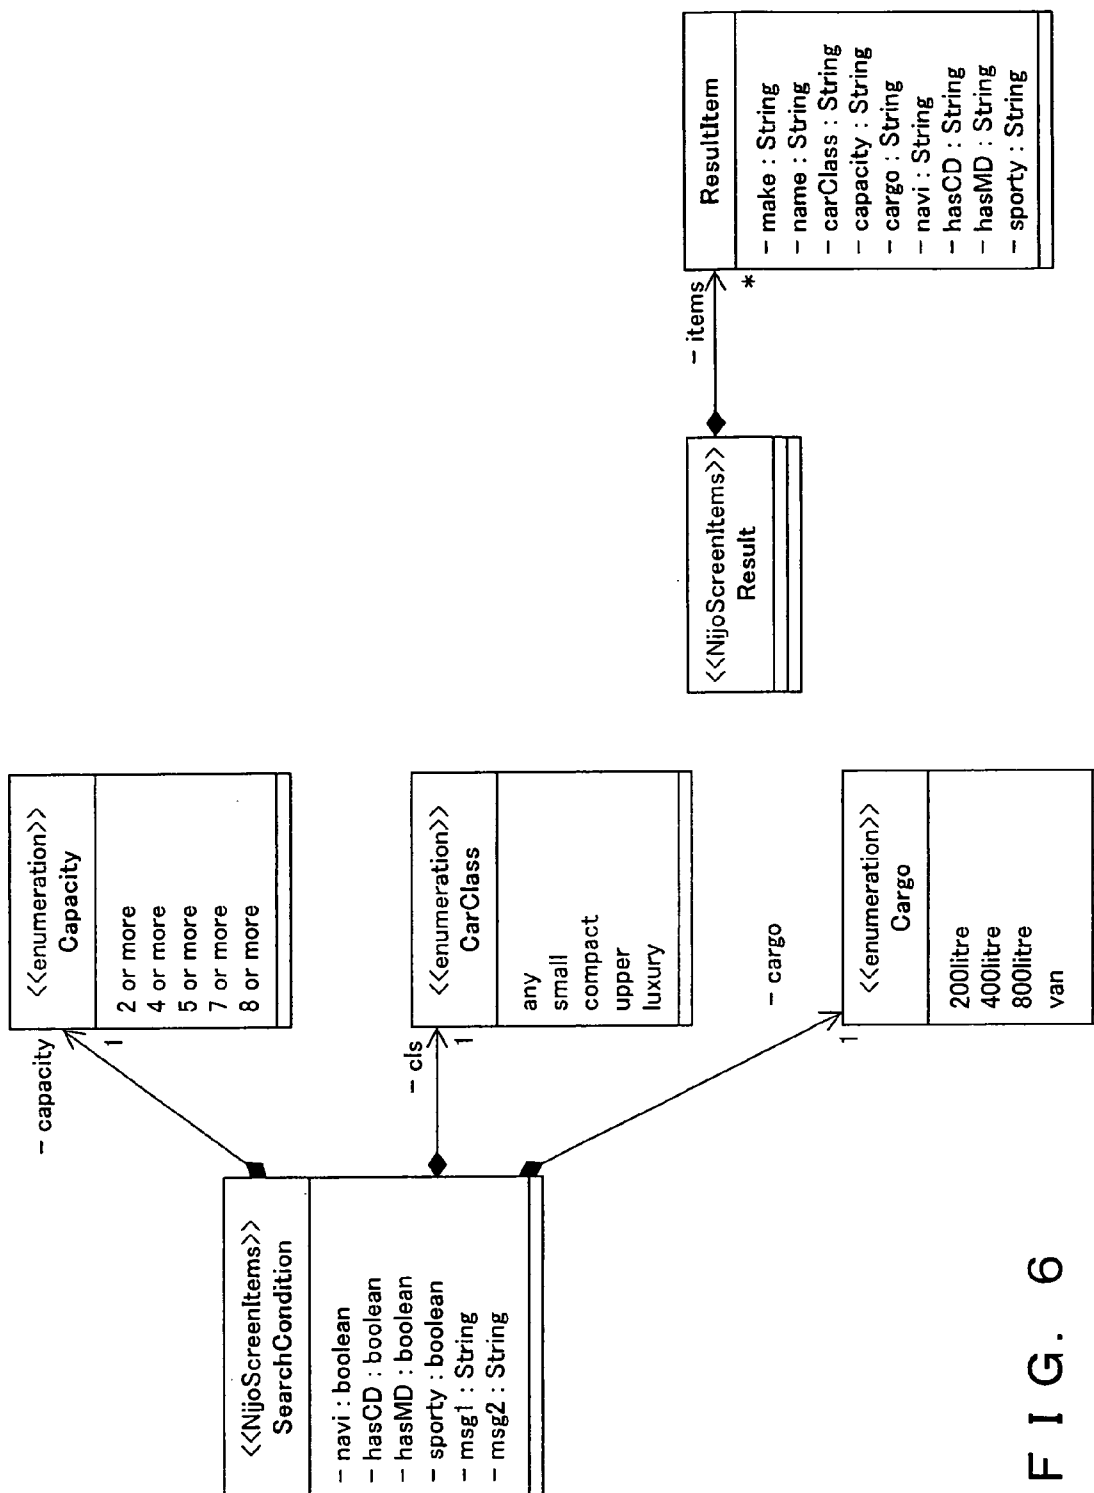 <<NijoScreenItems>>
SearchCondition
– navi : boolean
– hasCD : boolean
– hasMD : boolean
– sporty : boolean
– msg1 : String
– msg2 : String
– capacity
1
<<enumeration>>
Capacity
2 or more
4 or more
5 or more
7 or more
8 or more
– cls
1
<<enumeration>>
CarClass
any
small
compact
upper
luxury
– cargo
1
<<enumeration>>
Cargo
200litre
400litre
800litre
van
<<NijoScreenItems>>
Result
– items
*
ResultItem
– make : String
– name : String
– carClass : String
– capacity : String
– cargo : String
– navi : String
– hasCD : String
– hasMD : String
– sporty : String
FIG. 6